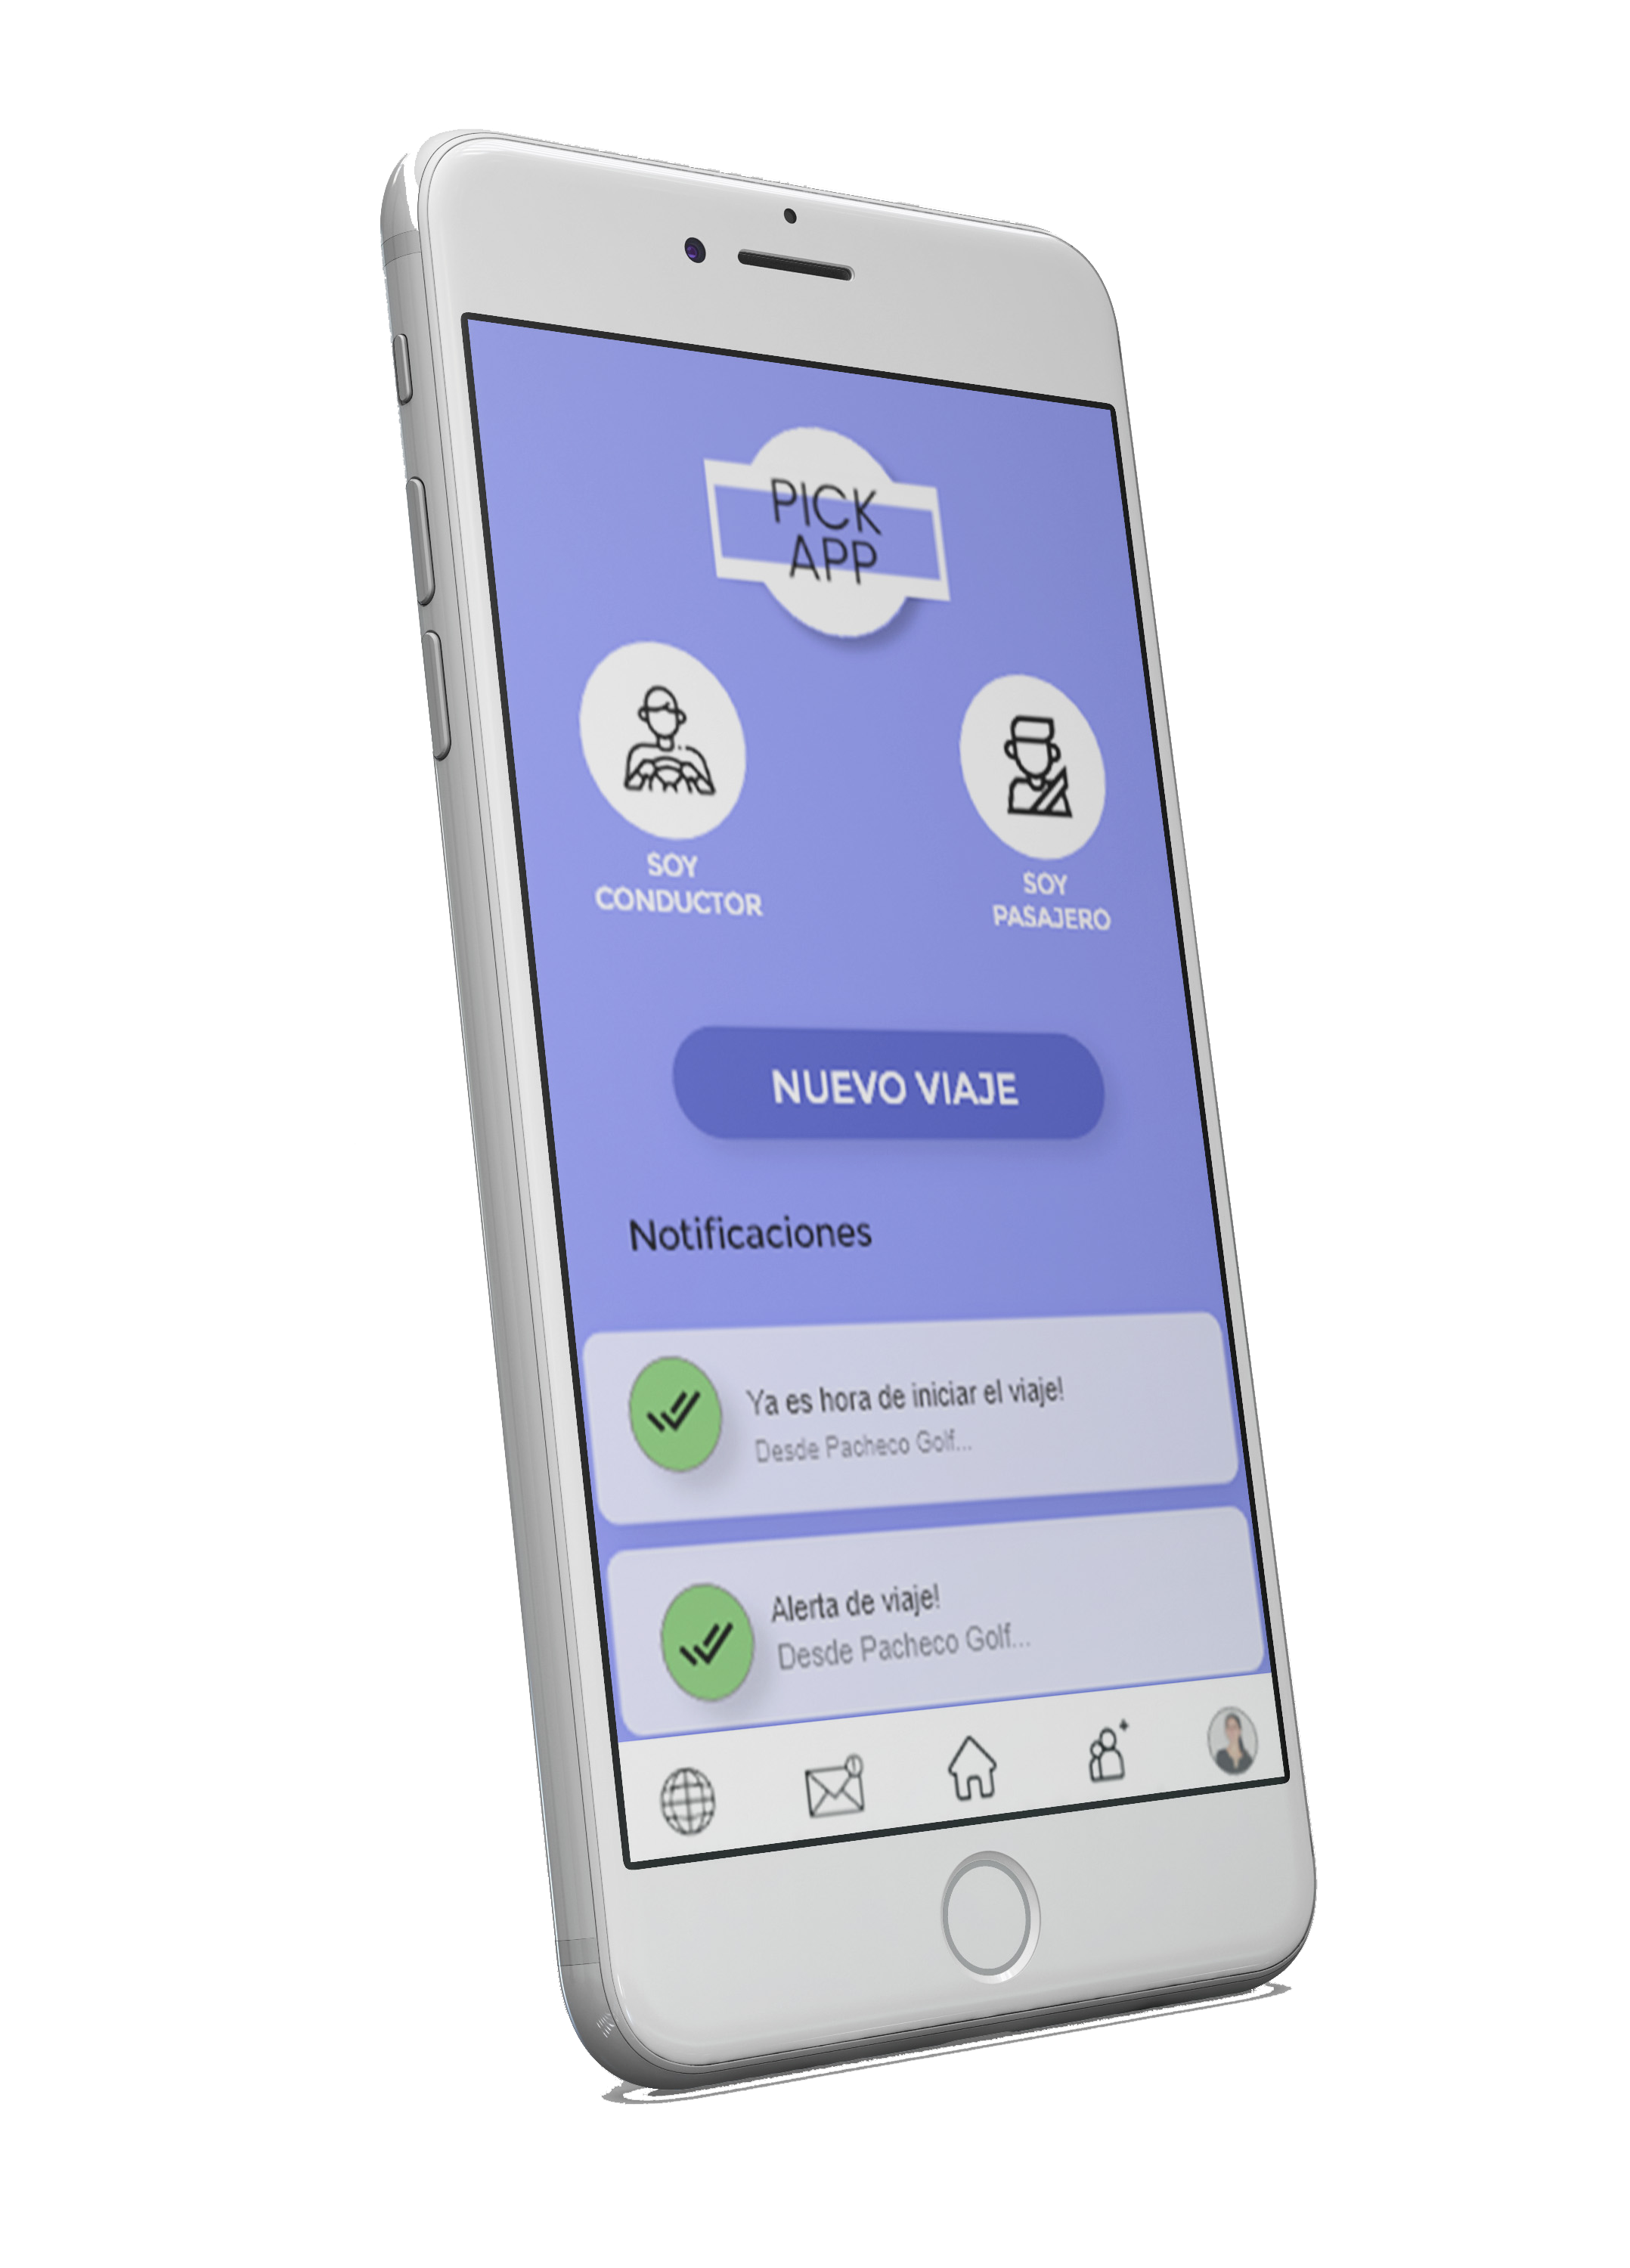 PICK
APP
SOY
CONDUCTOR
SOY
PASAJERO
NUEVO VIAJE
Notificaciones
Ya es hora de iniciar el viaje!
Desde Pacheco Golf...
Alerta de viaje!
Desde Pacheco Golf...